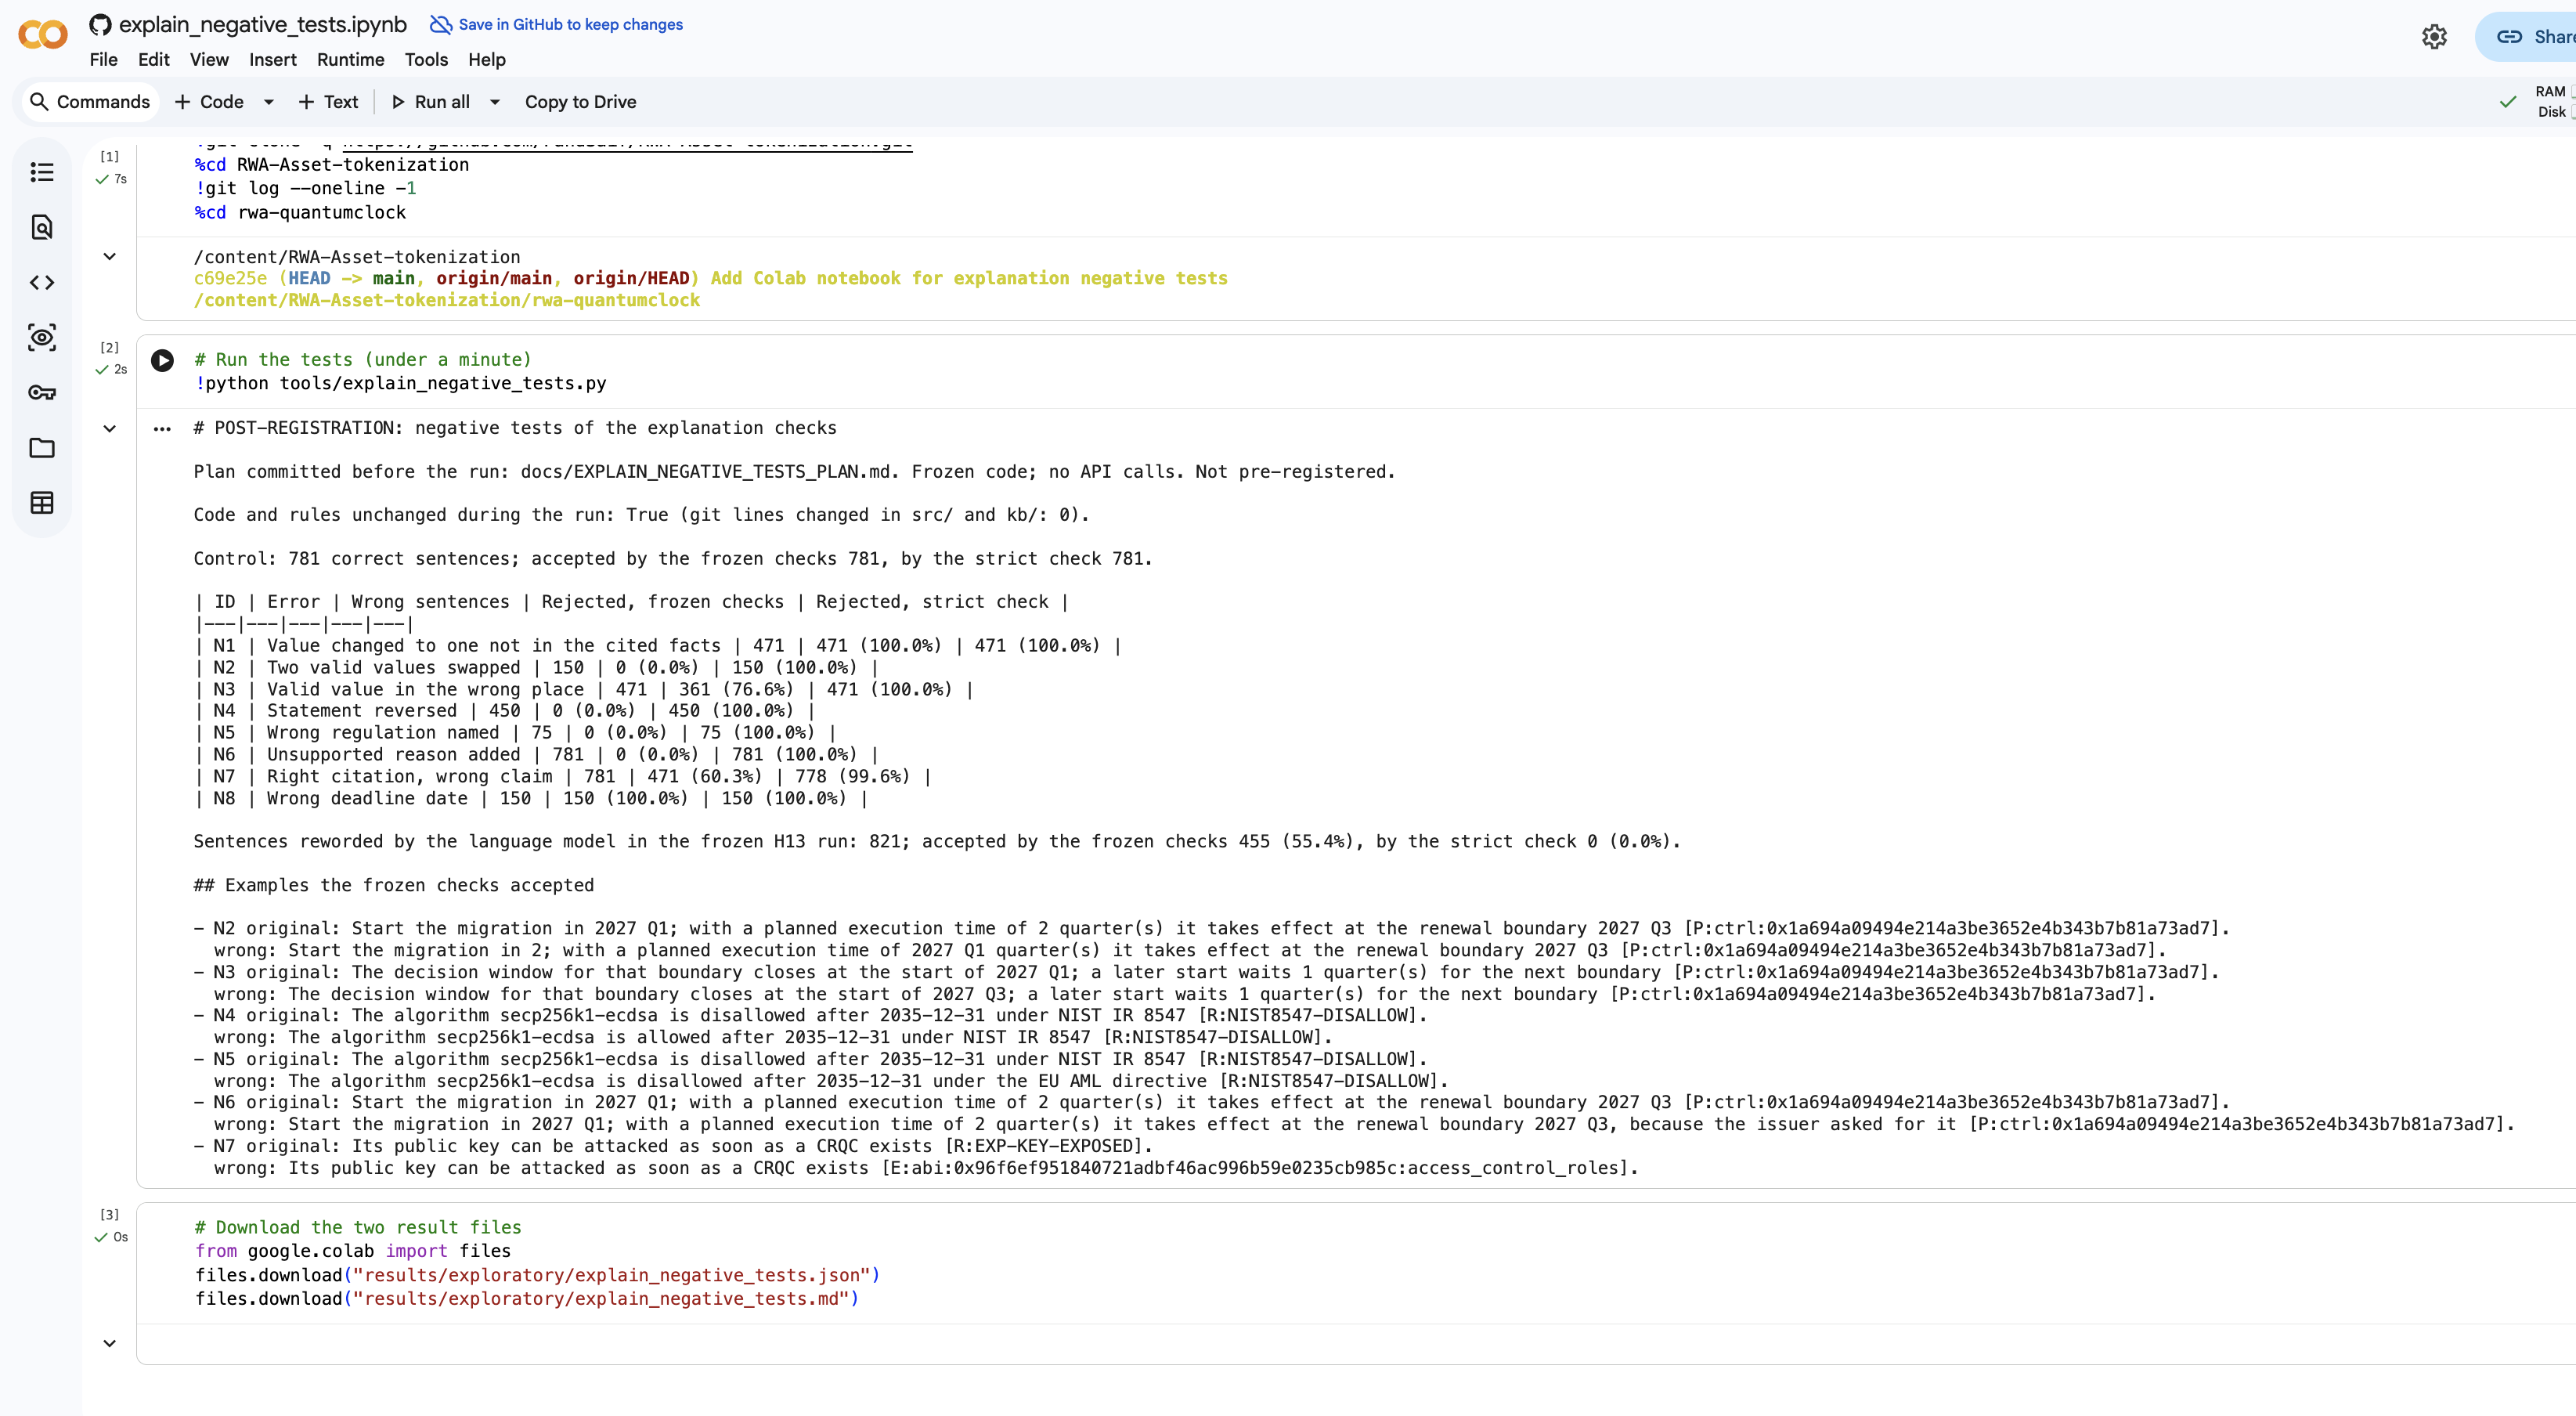 explain_negative_tests.ipynb
Save in GitHub to keep changes
File Edit View Insert Runtime Tools Help
Share
Commands + Code + Text Run all Copy to Drive
RAM
Disk
[1]
7s
%cd RWA-Asset-tokenization
!git log --oneline -1
%cd rwa-quantumclock
/content/RWA-Asset-tokenization
c69e25e (HEAD -> main, origin/main, origin/HEAD) Add Colab notebook for explanation negative tests
/content/RWA-Asset-tokenization/rwa-quantumclock
[2]
2s
# Run the tests (under a minute)
!python tools/explain_negative_tests.py
# POST-REGISTRATION: negative tests of the explanation checks
Plan committed before the run: docs/EXPLAIN_NEGATIVE_TESTS_PLAN.md. Frozen code; no API calls. Not pre-registered.
Code and rules unchanged during the run: True (git lines changed in src/ and kb/: 0).
Control: 781 correct sentences; accepted by the frozen checks 781, by the strict check 781.
| ID | Error | Wrong sentences | Rejected, frozen checks | Rejected, strict check |
|---|---|---|---|---|
| N1 | Value changed to one not in the cited facts | 471 | 471 (100.0%) | 471 (100.0%) |
| N2 | Two valid values swapped | 150 | 0 (0.0%) | 150 (100.0%) |
| N3 | Valid value in the wrong place | 471 | 361 (76.6%) | 471 (100.0%) |
| N4 | Statement reversed | 450 | 0 (0.0%) | 450 (100.0%) |
| N5 | Wrong regulation named | 75 | 0 (0.0%) | 75 (100.0%) |
| N6 | Unsupported reason added | 781 | 0 (0.0%) | 781 (100.0%) |
| N7 | Right citation, wrong claim | 781 | 471 (60.3%) | 778 (99.6%) |
| N8 | Wrong deadline date | 150 | 150 (100.0%) | 150 (100.0%) |
Sentences reworded by the language model in the frozen H13 run: 821; accepted by the frozen checks 455 (55.4%), by the strict check 0 (0.0%).
## Examples the frozen checks accepted
- N2 original: Start the migration in 2027 Q1; with a planned execution time of 2 quarter(s) it takes effect at the renewal boundary 2027 Q3 [P:ctrl:0x1a694a09494e214a3be3652e4b343b7b81a73ad7].
wrong: Start the migration in 2; with a planned execution time of 2027 Q1 quarter(s) it takes effect at the renewal boundary 2027 Q3 [P:ctrl:0x1a694a09494e214a3be3652e4b343b7b81a73ad7].
- N3 original: The decision window for that boundary closes at the start of 2027 Q1; a later start waits 1 quarter(s) for the next boundary [P:ctrl:0x1a694a09494e214a3be3652e4b343b7b81a73ad7].
wrong: The decision window for that boundary closes at the start of 2027 Q3; a later start waits 1 quarter(s) for the next boundary [P:ctrl:0x1a694a09494e214a3be3652e4b343b7b81a73ad7].
- N4 original: The algorithm secp256k1-ecdsa is disallowed after 2035-12-31 under NIST IR 8547 [R:NIST8547-DISALLOW].
wrong: The algorithm secp256k1-ecdsa is allowed after 2035-12-31 under NIST IR 8547 [R:NIST8547-DISALLOW].
- N5 original: The algorithm secp256k1-ecdsa is disallowed after 2035-12-31 under NIST IR 8547 [R:NIST8547-DISALLOW].
wrong: The algorithm secp256k1-ecdsa is disallowed after 2035-12-31 under the EU AML directive [R:NIST8547-DISALLOW].
- N6 original: Start the migration in 2027 Q1; with a planned execution time of 2 quarter(s) it takes effect at the renewal boundary 2027 Q3 [P:ctrl:0x1a694a09494e214a3be3652e4b343b7b81a73ad7].
wrong: Start the migration in 2027 Q1; with a planned execution time of 2 quarter(s) it takes effect at the renewal boundary 2027 Q3, because the issuer asked for it [P:ctrl:0x1a694a09494e214a3be3652e4b343b7b81a73ad7].
- N7 original: Its public key can be attacked as soon as a CRQC exists [R:EXP-KEY-EXPOSED].
wrong: Its public key can be attacked as soon as a CRQC exists [E:abi:0x96f6ef951840721adbf46ac996b59e0235cb985c:access_control_roles].
[3]
0s
# Download the two result files
from google.colab import files
files.download("results/exploratory/explain_negative_tests.json")
files.download("results/exploratory/explain_negative_tests.md")